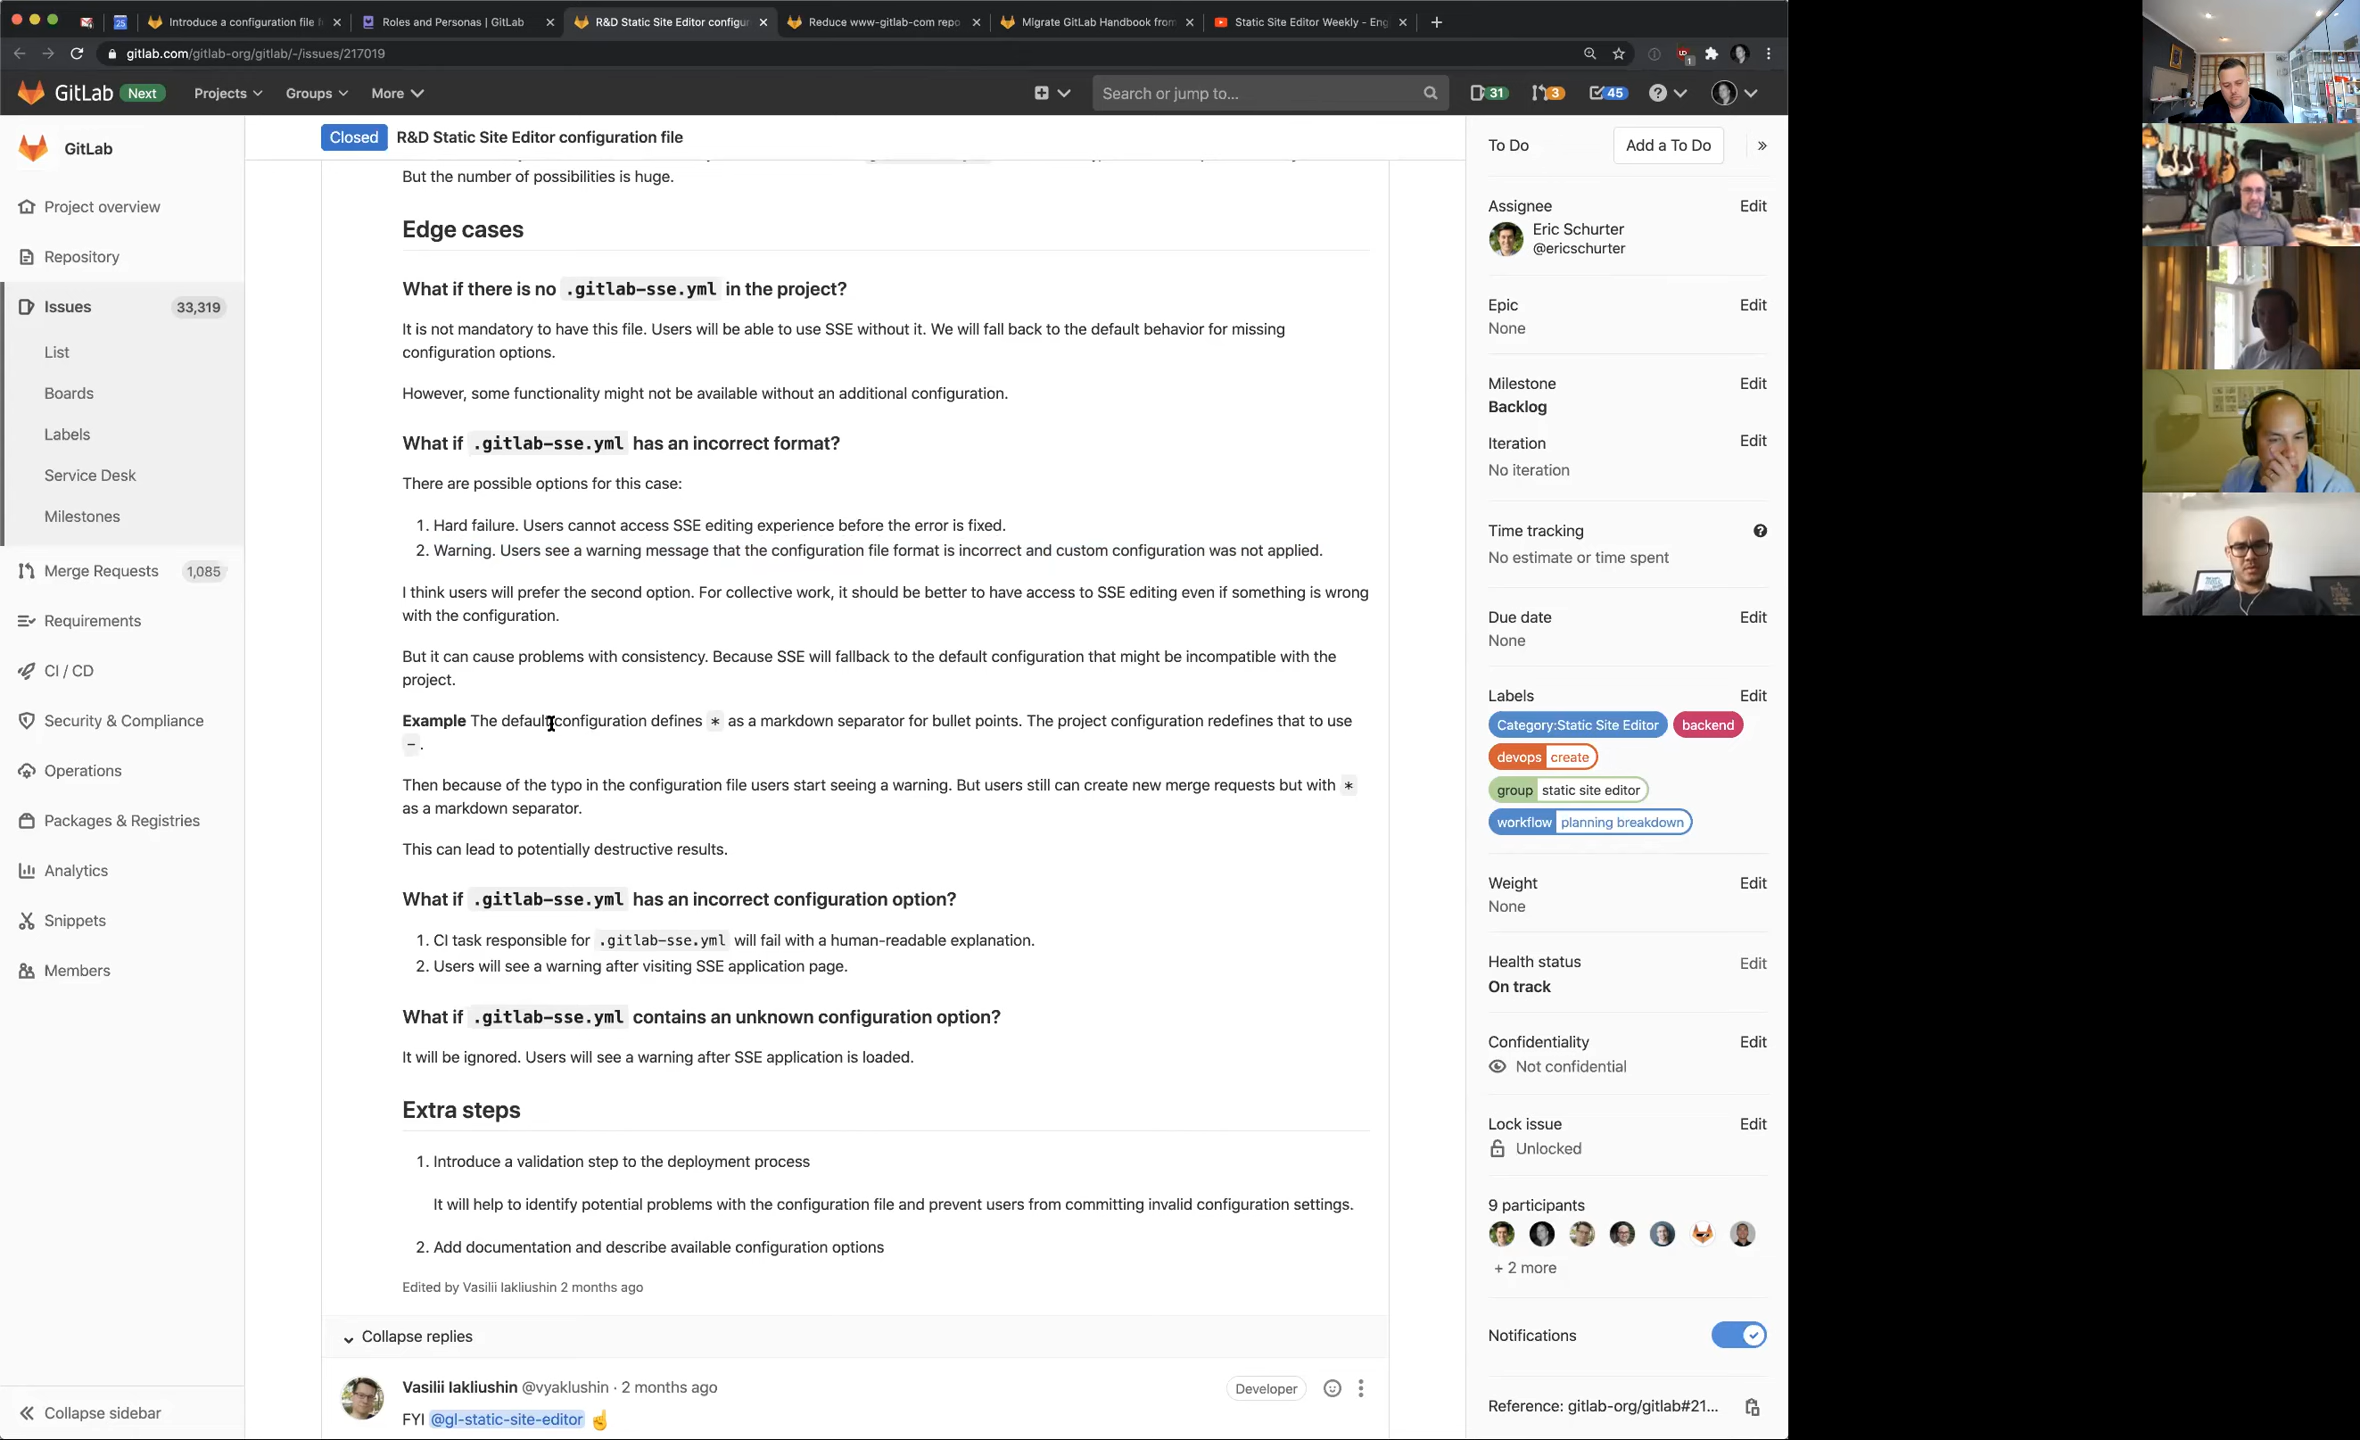 Introduce a configuration file f
Roles and Personas | GitLab
R&D Static Site Editor configur
Reduce www-gitlab-com repo
Migrate GitLab Handbook from
Static Site Editor Weekly - Eng
gitlab.com/gitlab-org/gitlab/-/issues/217019
GitLab Next Projects Groups More Search or jump to... 31 3 45
GitLab
Project overview
Repository
Issues 33,319
List
Boards
Labels
Service Desk
Milestones
Merge Requests 1,085
Requirements
CI / CD
Security & Compliance
Operations
Packages & Registries
Analytics
Snippets
Members
Collapse sidebar
Closed R&D Static Site Editor configuration file
But the number of possibilities is huge.
Edge cases
What if there is no .gitlab-sse.yml in the project?
It is not mandatory to have this file. Users will be able to use SSE without it. We will fall back to the default behavior for missing
configuration options.
However, some functionality might not be available without an additional configuration.
What if .gitlab-sse.yml has an incorrect format?
There are possible options for this case:
1. Hard failure. Users cannot access SSE editing experience before the error is fixed.
2. Warning. Users see a warning message that the configuration file format is incorrect and custom configuration was not applied.
I think users will prefer the second option. For collective work, it should be better to have access to SSE editing even if something is wrong
with the configuration.
But it can cause problems with consistency. Because SSE will fallback to the default configuration that might be incompatible with the
project.
Example The default configuration defines * as a markdown separator for bullet points. The project configuration redefines that to use
- .
Then because of the typo in the configuration file users start seeing a warning. But users still can create new merge requests but with *
as a markdown separator.
This can lead to potentially destructive results.
What if .gitlab-sse.yml has an incorrect configuration option?
1. CI task responsible for .gitlab-sse.yml will fail with a human-readable explanation.
2. Users will see a warning after visiting SSE application page.
What if .gitlab-sse.yml contains an unknown configuration option?
It will be ignored. Users will see a warning after SSE application is loaded.
Extra steps
1. Introduce a validation step to the deployment process
It will help to identify potential problems with the configuration file and prevent users from committing invalid configuration settings.
2. Add documentation and describe available configuration options
Edited by Vasilii Iakliushin 2 months ago
Collapse replies
Vasilii Iakliushin @vyaklushin · 2 months ago Developer
FYI @gl-static-site-editor ☝
To Do Add a To Do »
Assignee Edit
Eric Schurter
@ericschurter
Epic Edit
None
Milestone Edit
Backlog
Iteration Edit
No iteration
Time tracking
No estimate or time spent
Due date Edit
None
Labels Edit
Category:Static Site Editor backend
devops create
group static site editor
workflow planning breakdown
Weight Edit
None
Health status Edit
On track
Confidentiality Edit
Not confidential
Lock issue Edit
Unlocked
9 participants
+ 2 more
Notifications
Reference: gitlab-org/gitlab#21...